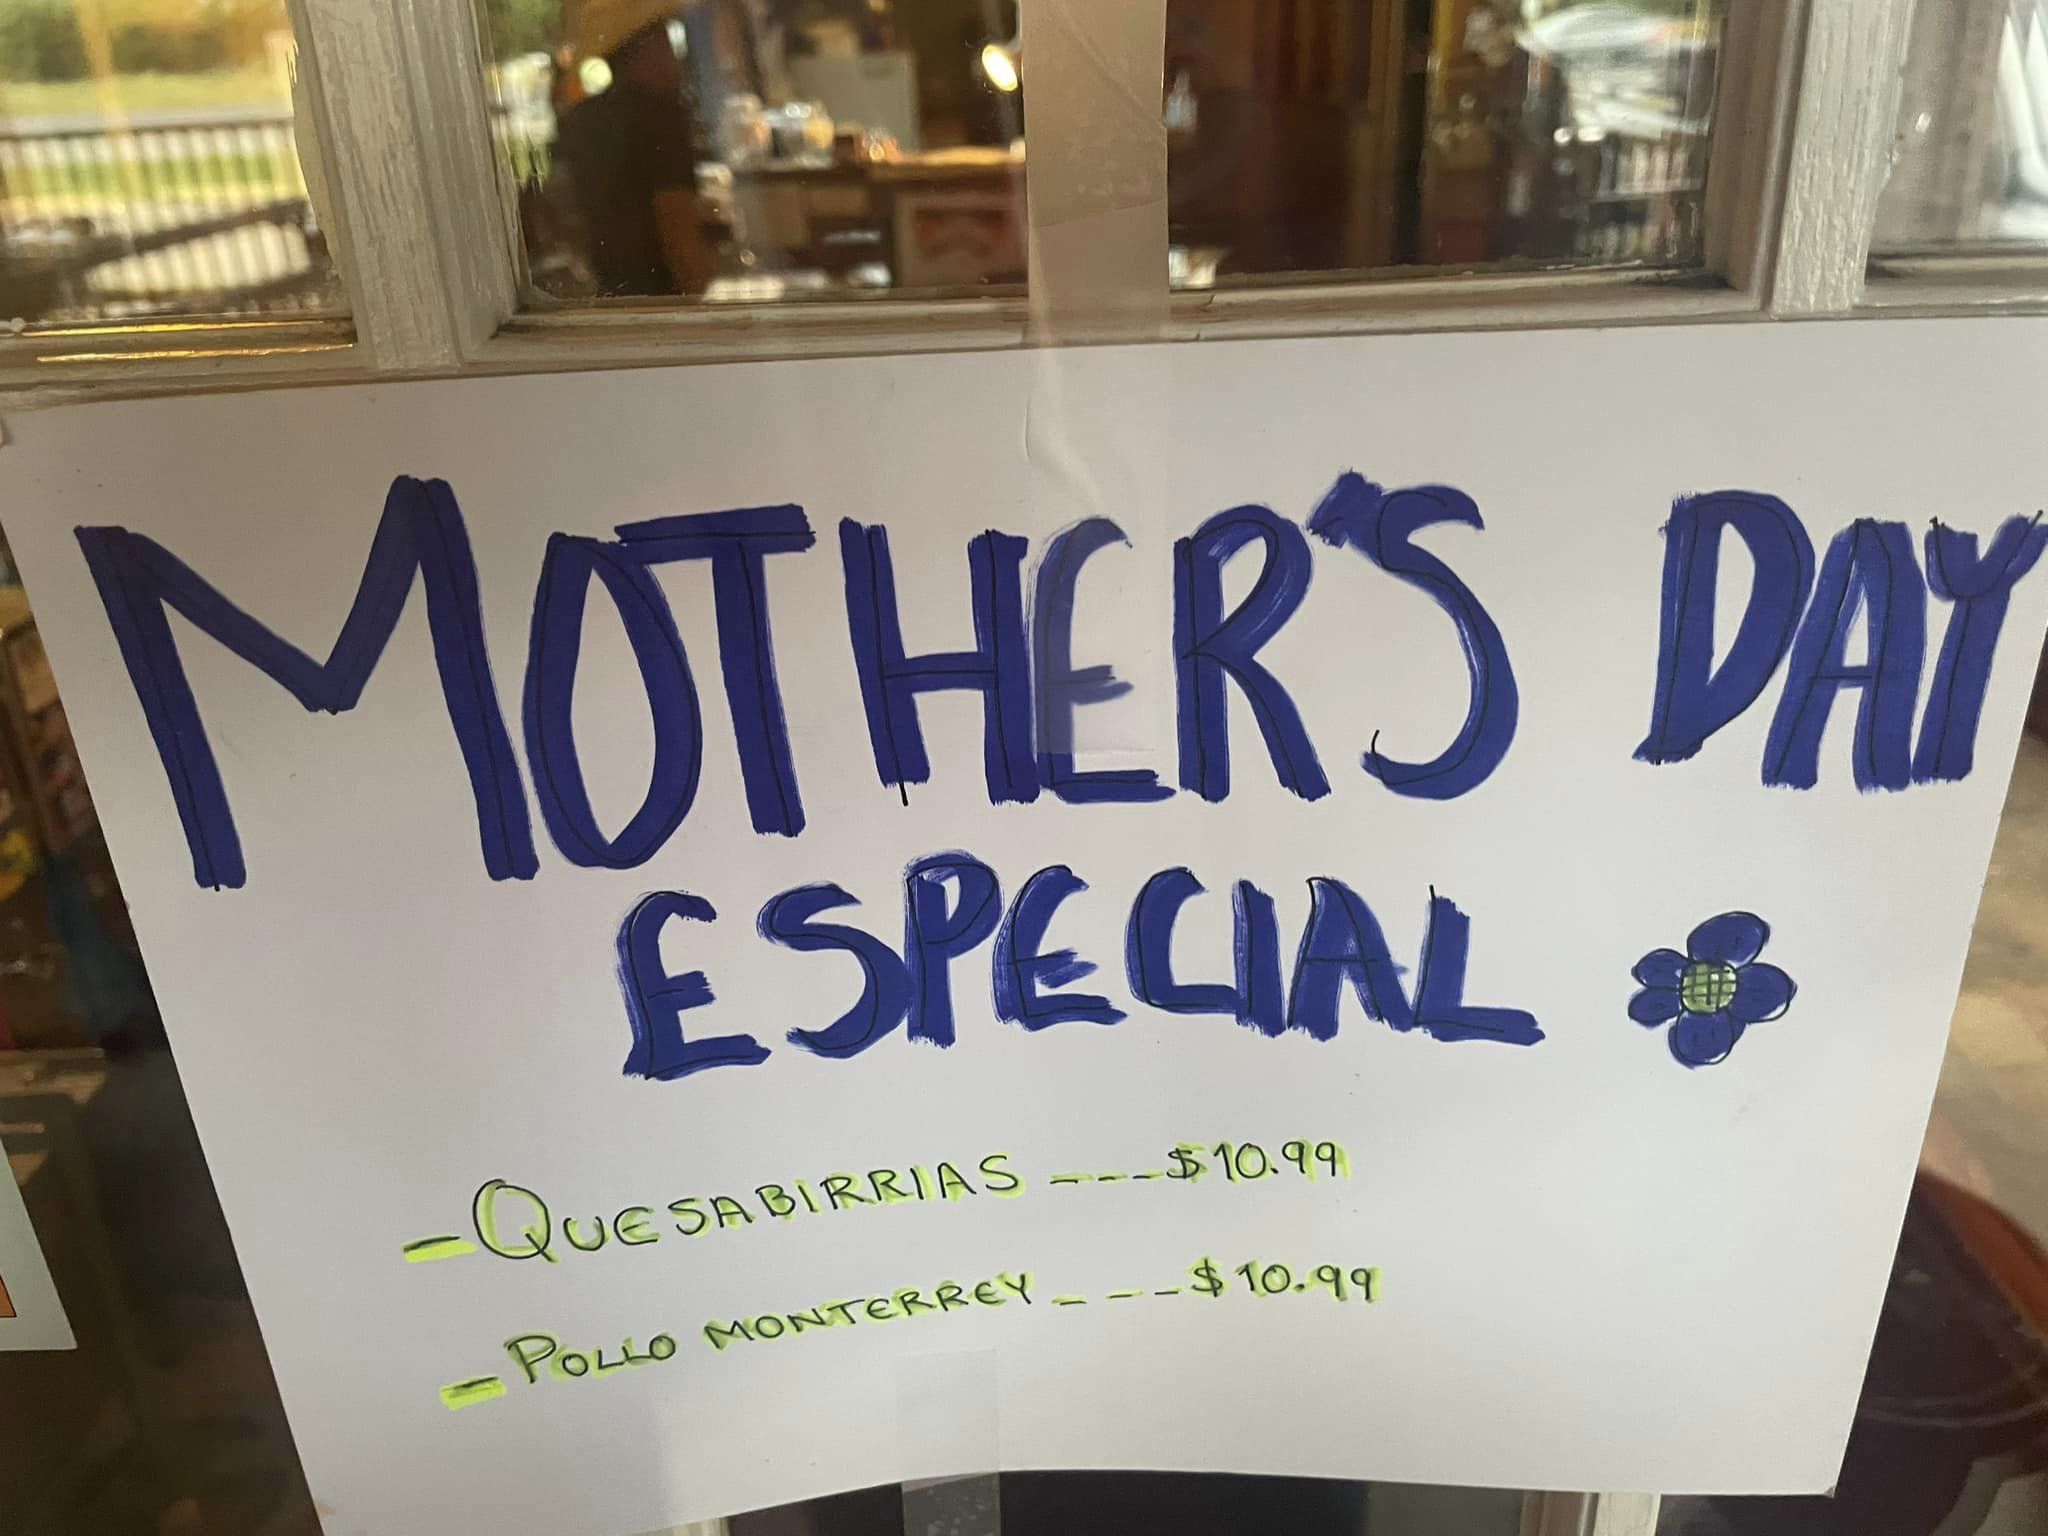 MOTHER'S DAY
ESPECIAL
- QUESABIRRIAS ---$10.99
- POLLO MONTERREY ---$10.99